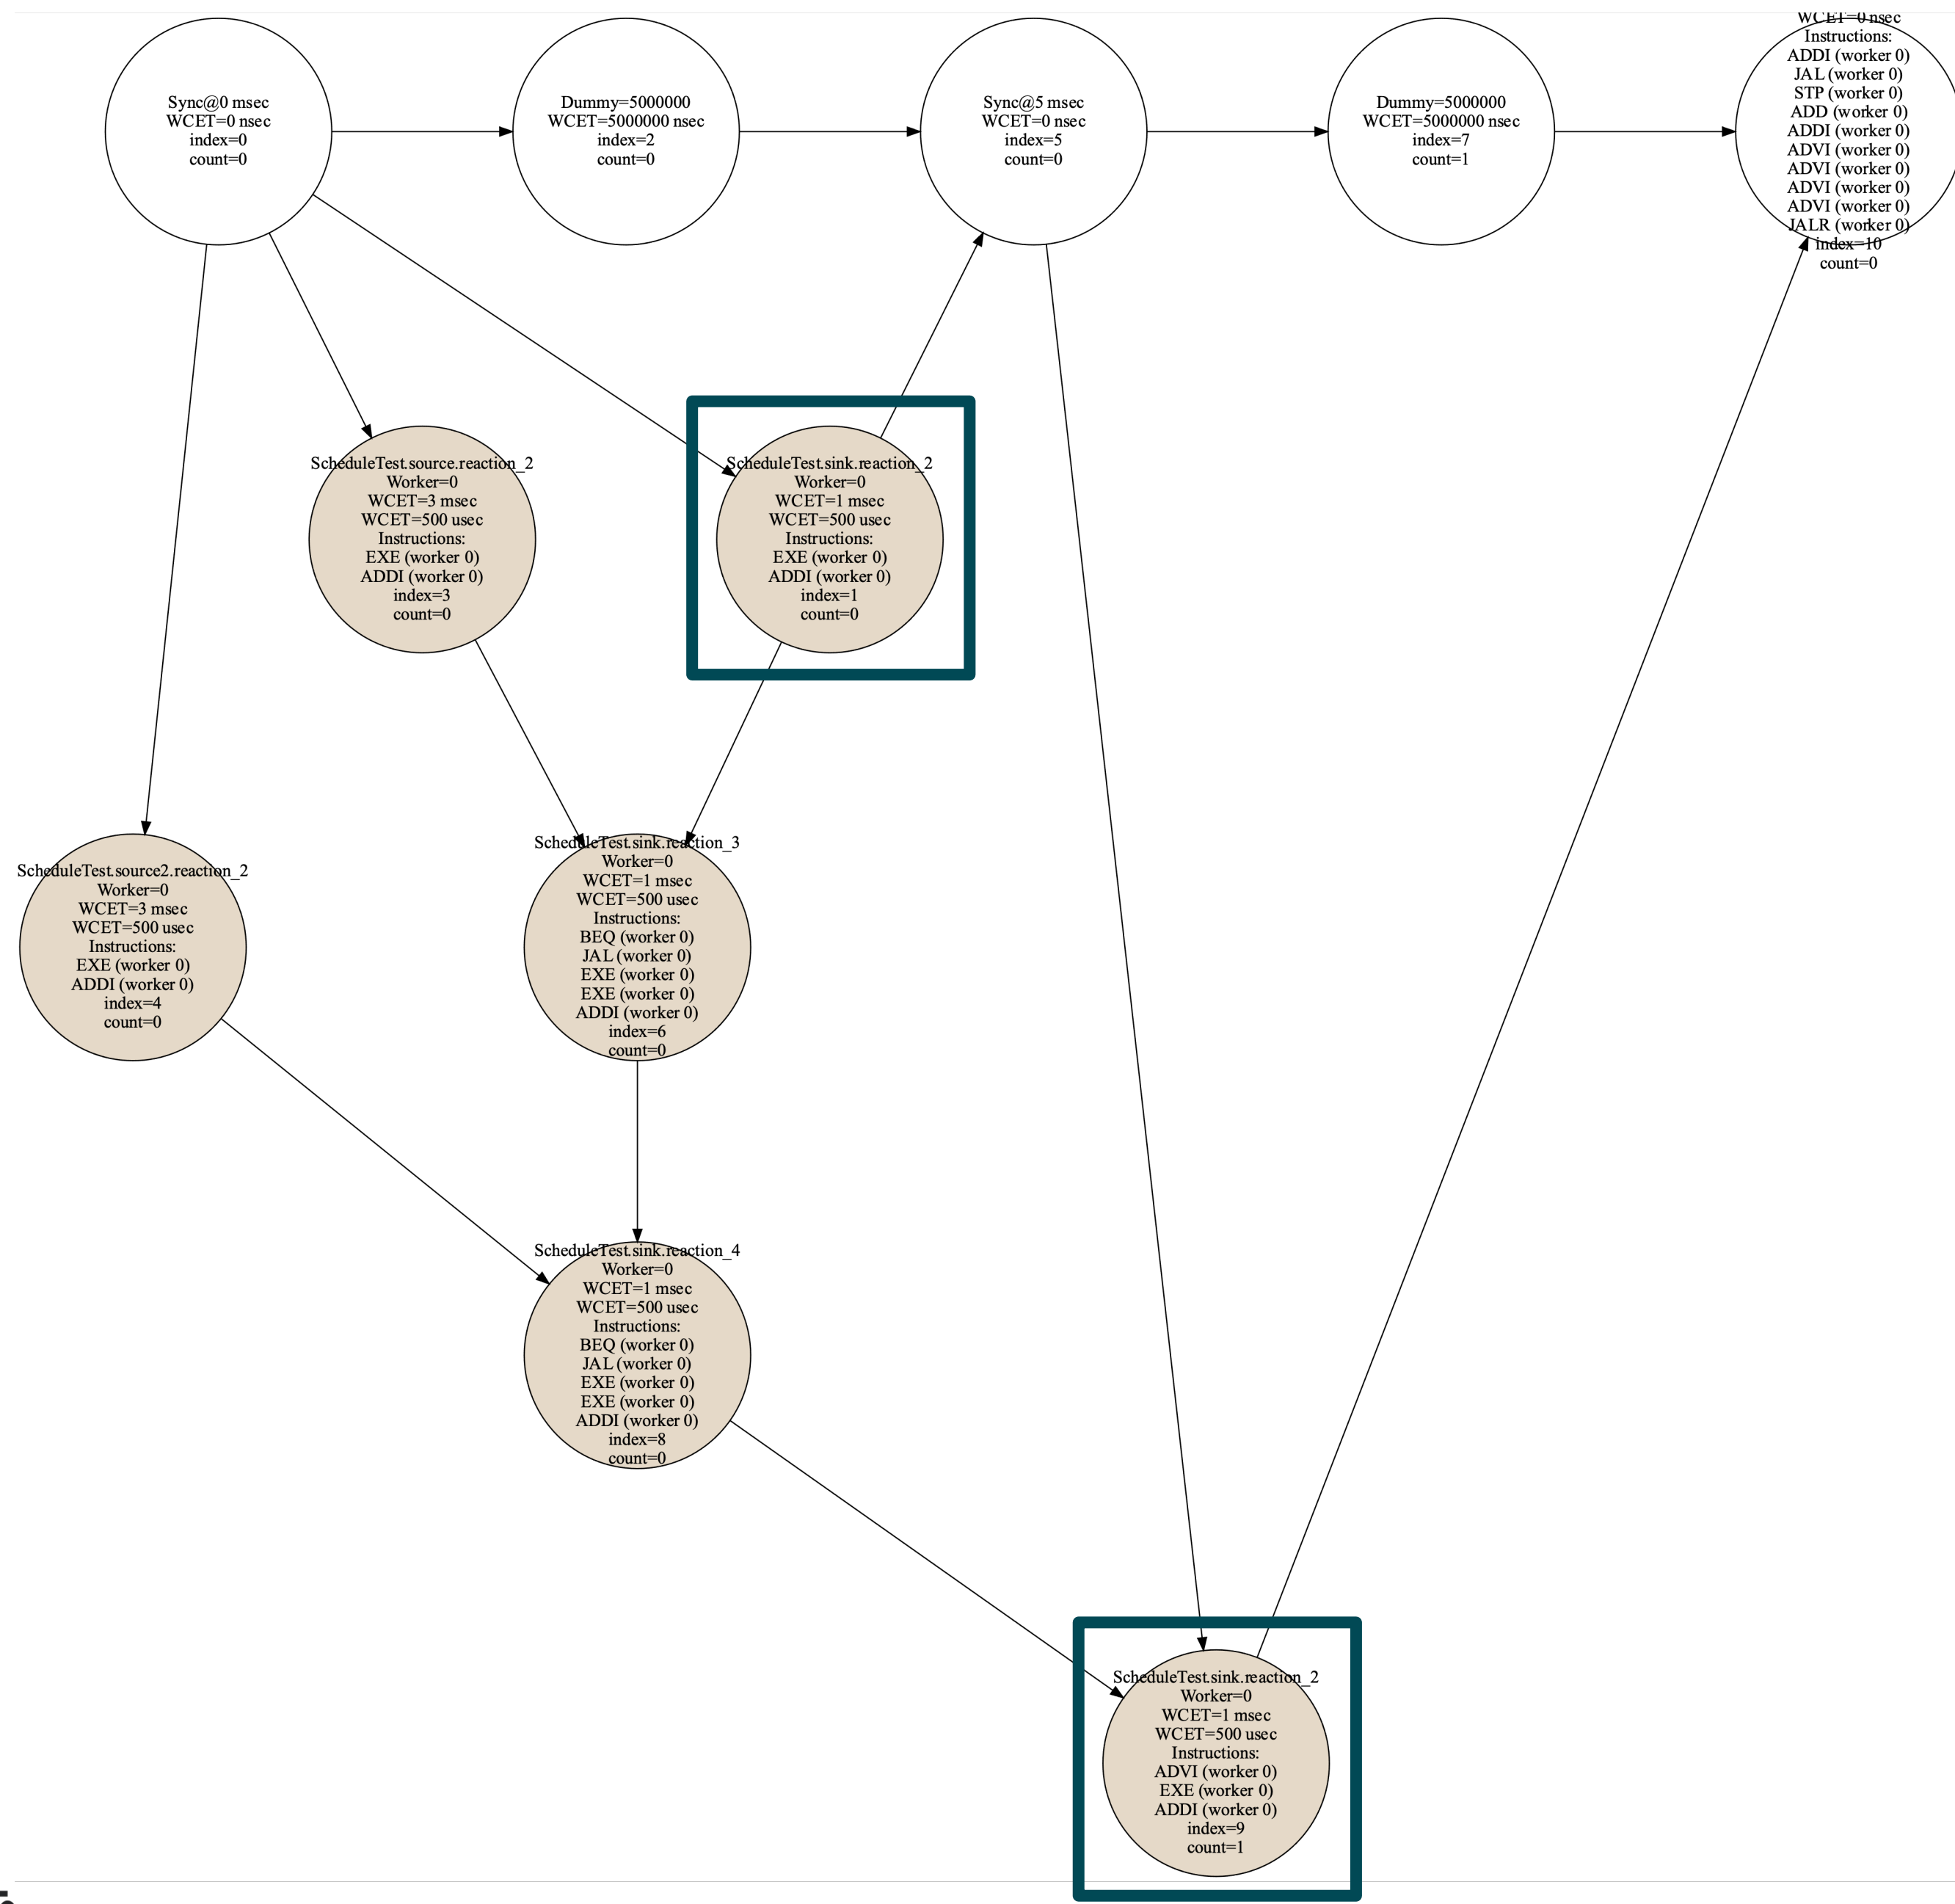 Sync@0 msec
WCET=0 nsec
index=0
count=0
Dummy=5000000
WCET=5000000 nsec
index=2
count=0
Sync@5 msec
WCET=0 nsec
index=5
count=0
Dummy=5000000
WCET=5000000 nsec
index=7
count=1
WCET=0 nsec
Instructions:
ADDI (worker 0)
JAL (worker 0)
STP (worker 0)
ADD (worker 0)
ADDI (worker 0)
ADVI (worker 0)
ADVI (worker 0)
ADVI (worker 0)
ADVI (worker 0)
JALR (worker 0)
index=10
count=0
ScheduleTest.source.reaction_2
Worker=0
WCET=3 msec
WCET=500 usec
Instructions:
EXE (worker 0)
ADDI (worker 0)
index=3
count=0
ScheduleTest.sink.reaction_2
Worker=0
WCET=1 msec
WCET=500 usec
Instructions:
EXE (worker 0)
ADDI (worker 0)
index=1
count=0
ScheduleTest.source2.reaction_2
Worker=0
WCET=3 msec
WCET=500 usec
Instructions:
EXE (worker 0)
ADDI (worker 0)
index=4
count=0
ScheduleTest.sink.reaction_3
Worker=0
WCET=1 msec
WCET=500 usec
Instructions:
BEQ (worker 0)
JAL (worker 0)
EXE (worker 0)
EXE (worker 0)
ADDI (worker 0)
index=6
count=0
ScheduleTest.sink.reaction_4
Worker=0
WCET=1 msec
WCET=500 usec
Instructions:
BEQ (worker 0)
JAL (worker 0)
EXE (worker 0)
EXE (worker 0)
ADDI (worker 0)
index=8
count=0
ScheduleTest.sink.reaction_2
Worker=0
WCET=1 msec
WCET=500 usec
Instructions:
ADVI (worker 0)
EXE (worker 0)
ADDI (worker 0)
index=9
count=1